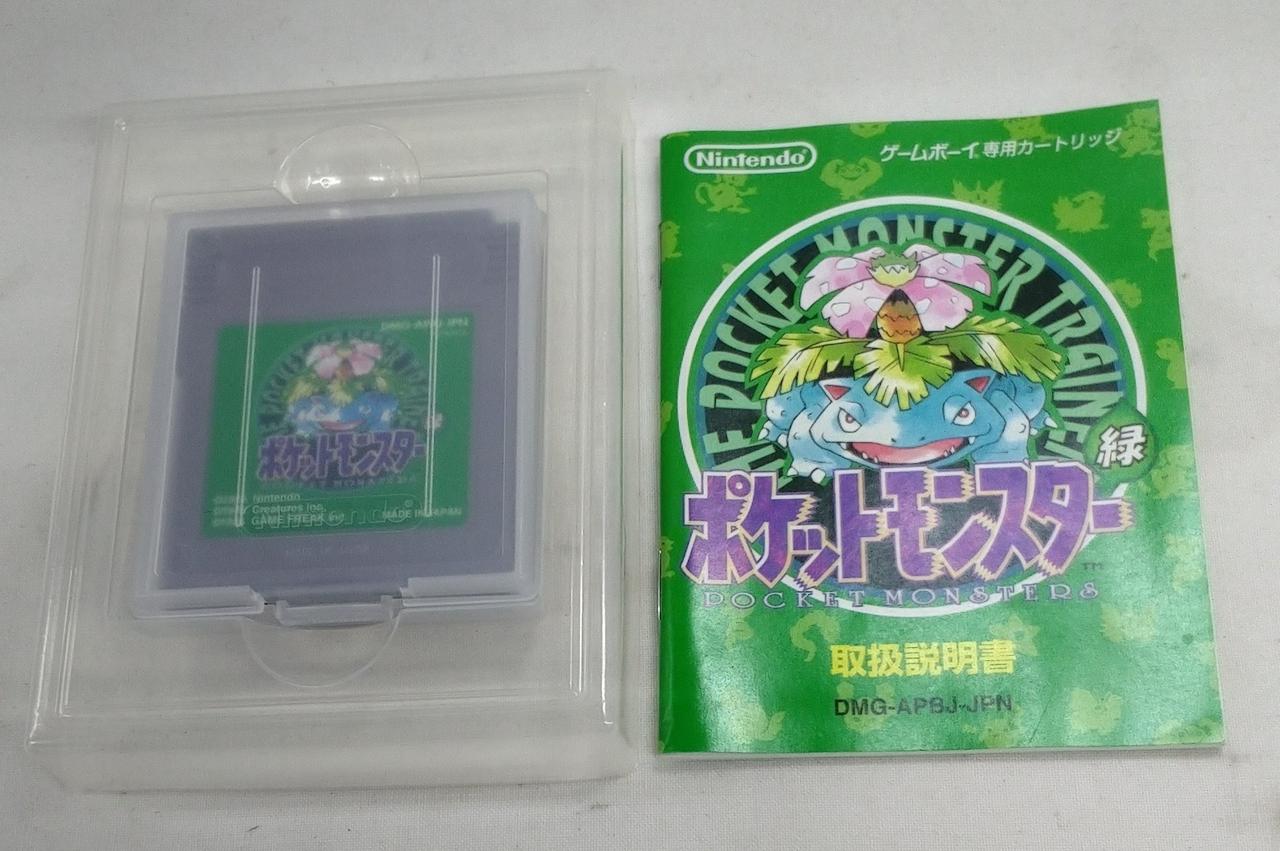 DMG-APBJ-JPN
ポケットモンスター
Nintendo
Creatures inc.
GAME FREAK inc.
MADE IN JAPAN
Nintendo
Nintendo®
ゲームボーイ専用カートリッジ
THE POCKET MONSTER TRAINER
緑
ポケットモンスター
TM
POCKET MONSTERS
取扱説明書
DMG-APBJ-JPN